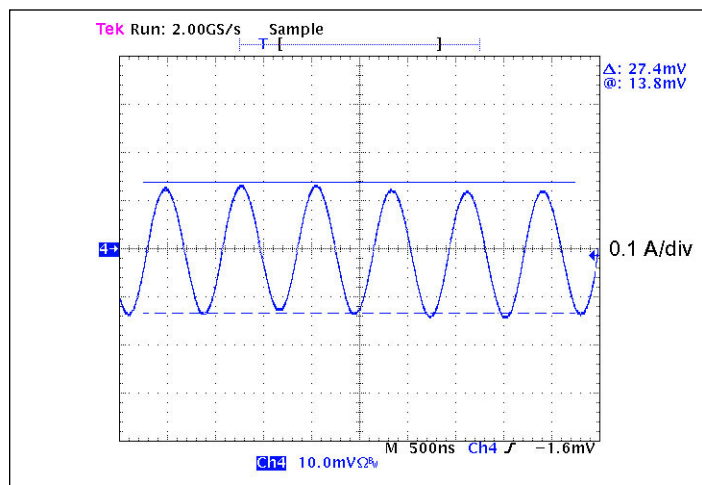 Tek Run: 2.00GS/s Sample
T
Δ: 27.4mV
@: 13.8mV
4
0.1 A/div
M 500ns Ch4 ∫ -1.6mV
Ch4 10.0mVΩBw